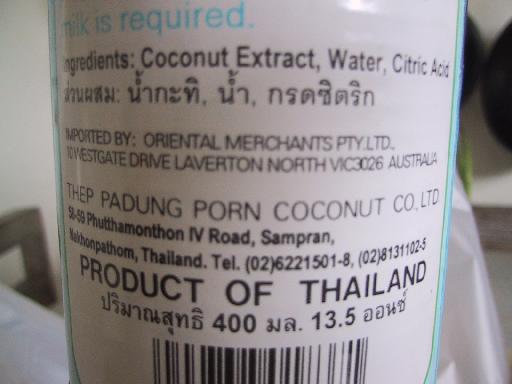 milk is required.
Ingredients: Coconut Extract, Water, Citric Acid
ส่วนผสม: น้ำกะทิ, น้ำ, กรดซิตริก
IMPORTED BY: ORIENTAL MERCHANTS PTY.LTD.,
10 WESTGATE DRIVE LAVERTON NORTH VIC3026 AUSTRALIA
THEP PADUNG PORN COCONUT CO., LTD
56-59 Phutthamonthon IV Road, Sampran,
Nakhonpathom, Thailand. Tel. (02)6221501-8, (02)8131102-5
PRODUCT OF THAILAND
ปริมาณสุทธิ 400 มล. 13.5 ออนซ์